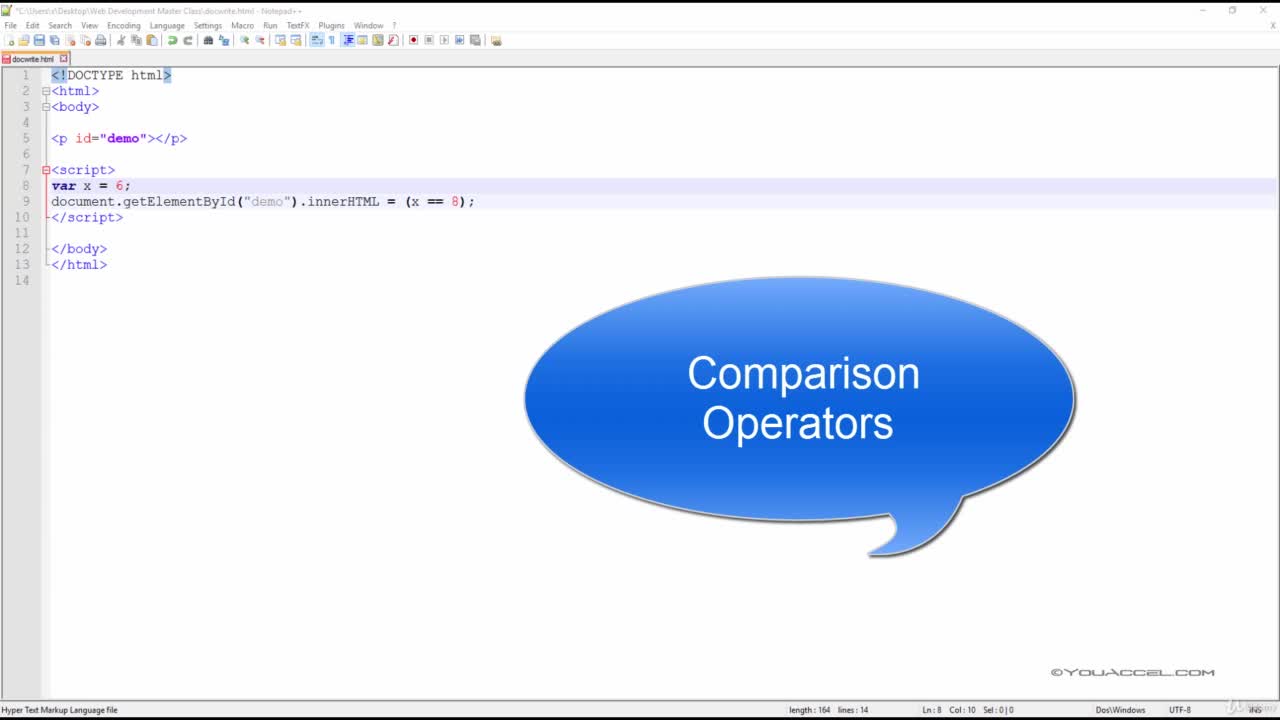 *C:\Users\x\Desktop\Web Development Master Class\docwrite.html - Notepad++
File Edit Search View Encoding Language Settings Macro Run TextFX Plugins Window ? X
docwrite.html
1 <!DOCTYPE html>
2 <html>
3 <body>
4
5 <p id="demo"></p>
6
7 <script>
8 var x = 6;
9 document.getElementById("demo").innerHTML = (x == 8);
10 </script>
11
12 </body>
13 </html>
14
Comparison
Operators
©YOUACCEL.COM
Hyper Text Markup Language file length : 164 lines : 14 Ln : 8 Col : 10 Sel : 0 | 0 Dos\Windows UTF-8 INS